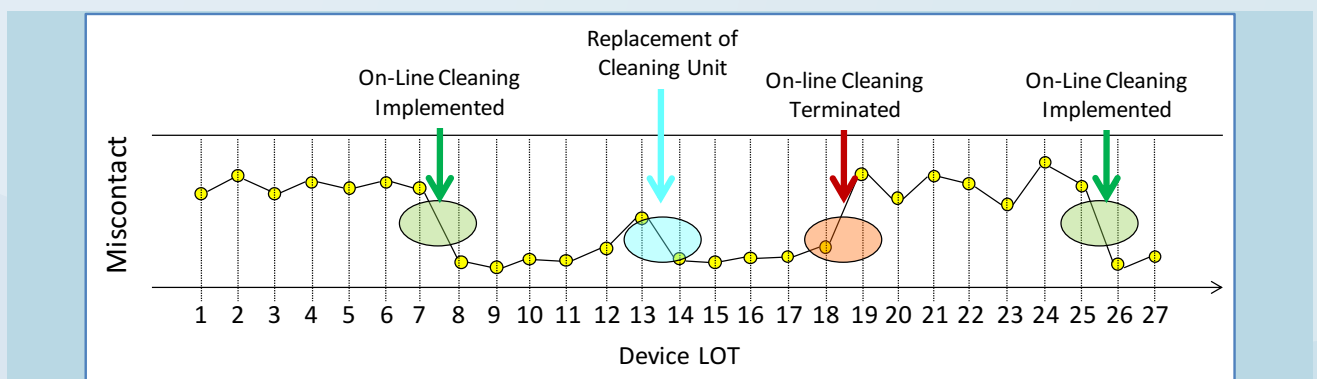 Replacement of
Cleaning Unit
On-Line Cleaning
Implemented
On-line Cleaning
Terminated
On-Line Cleaning
Implemented
Miscontact
1 2 3 4 5 6 7 8 9 10 11 12 13 14 15 16 17 18 19 20 21 22 23 24 25 26 27
Device LOT